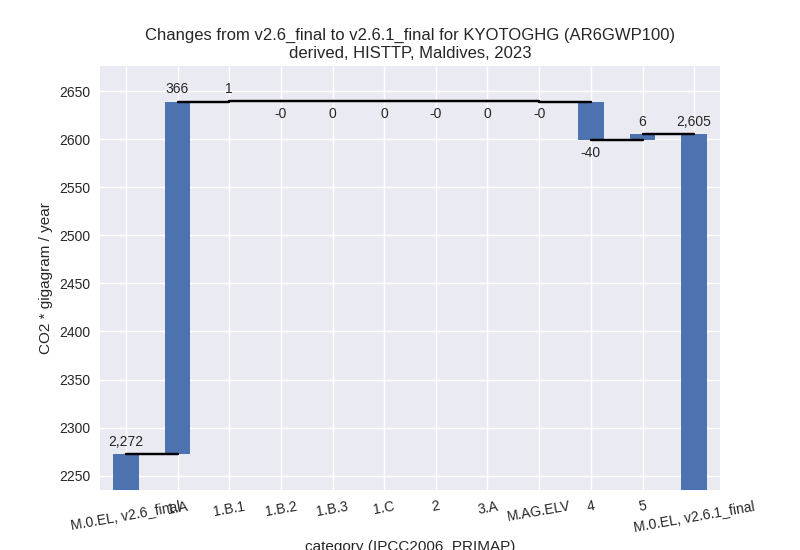 Changes from v2.6_final to v2.6.1_final for KYOTOGHG (AR6GWP100)
derived, HISTTP, Maldives, 2023
CO2 * gigagram / year
2650
2600
2550
2500
2450
2400
2350
2300
2250
2,272
366
1
-0
0
0
-0
0
-0
-40
6
2,605
M.0.EL, v2.6_final
1.A
1.B.1
1.B.2
1.B.3
1.C
2
3.A
M.AG.ELV
4
5
M.0.EL, v2.6.1_final
category (IPCC2006_PRIMAP)